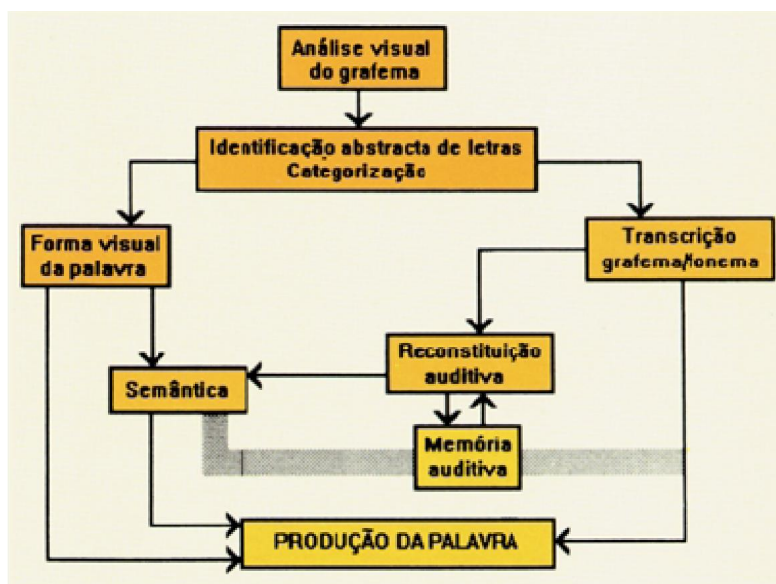 Análise visual
do grafema
Identificação abstracta de letras
Categorização
Forma visual
da palavra
Transcrição
grafema/fonema
Reconstituição
auditiva
Semântica
Memória
auditiva
PRODUÇÃO DA PALAVRA